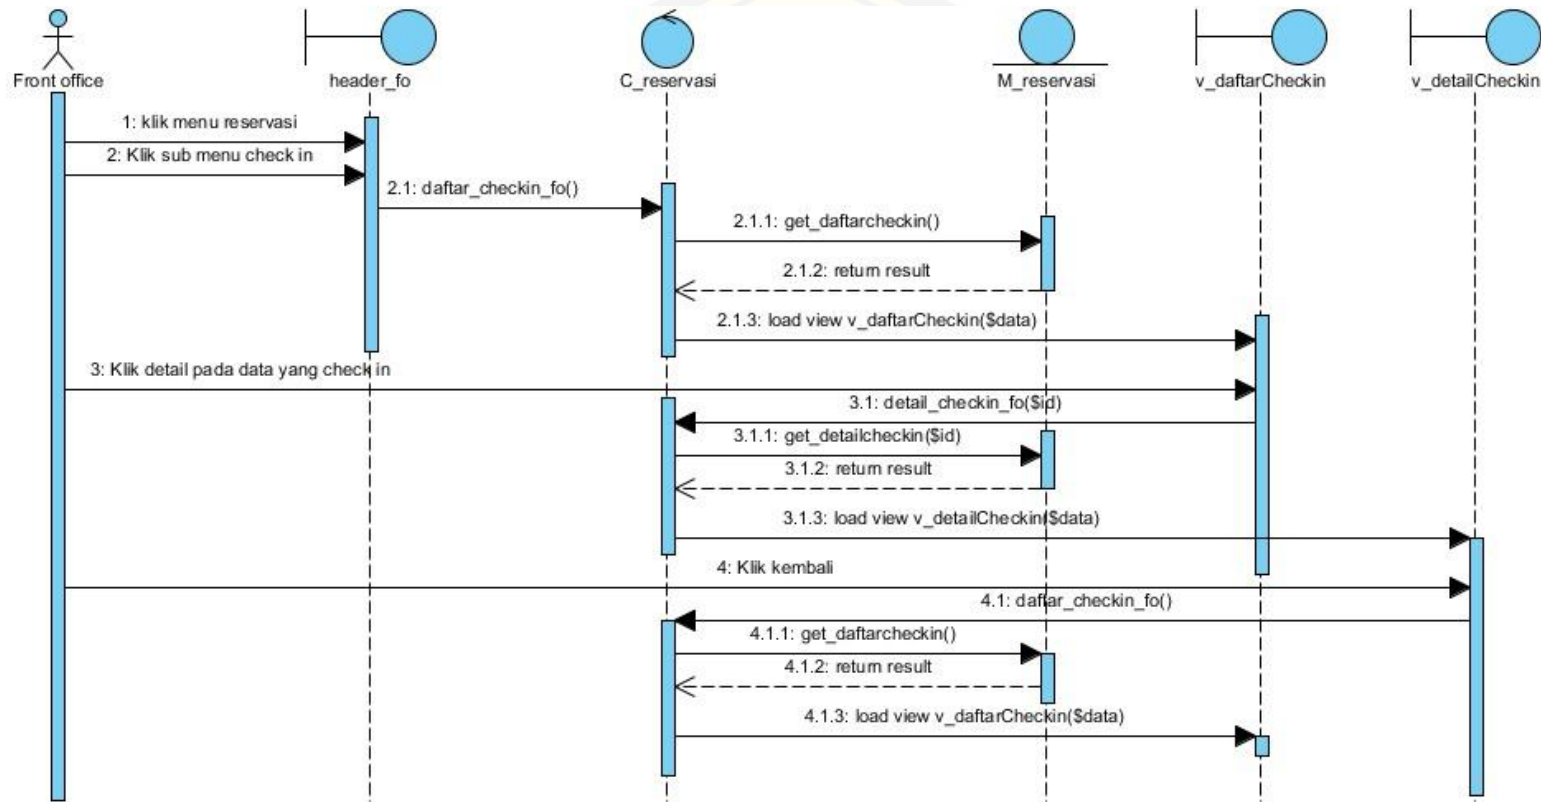 Front office
header_fo
C_reservasi
M_reservasi
v_daftarCheckin
v_detailCheckin
1: klik menu reservasi
2: Klik sub menu check in
2.1: daftar_checkin_fo()
2.1.1: get_daftarcheckin()
2.1.2: return result
2.1.3: load view v_daftarCheckin($data)
3: Klik detail pada data yang check in
3.1: detail_checkin_fo($id)
3.1.1: get_detailcheckin($id)
3.1.2: return result
3.1.3: load view v_detailCheckin($data)
4: Klik kembali
4.1: daftar_checkin_fo()
4.1.1: get_daftarcheckin()
4.1.2: return result
4.1.3: load view v_daftarCheckin($data)